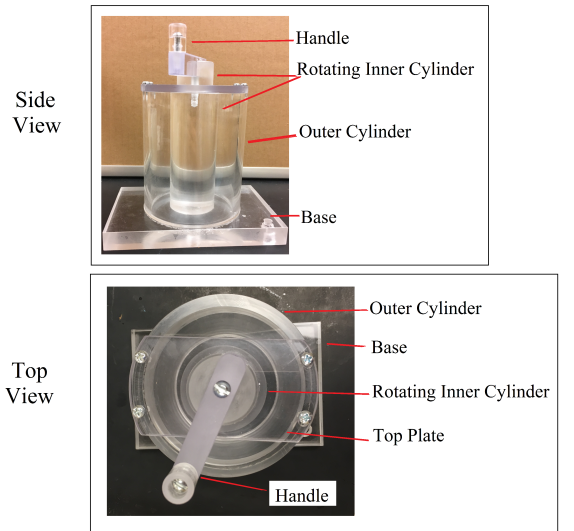 Side
View
Handle
Rotating Inner Cylinder
Outer Cylinder
Base
Top
View
Outer Cylinder
Base
Rotating Inner Cylinder
Top Plate
Handle